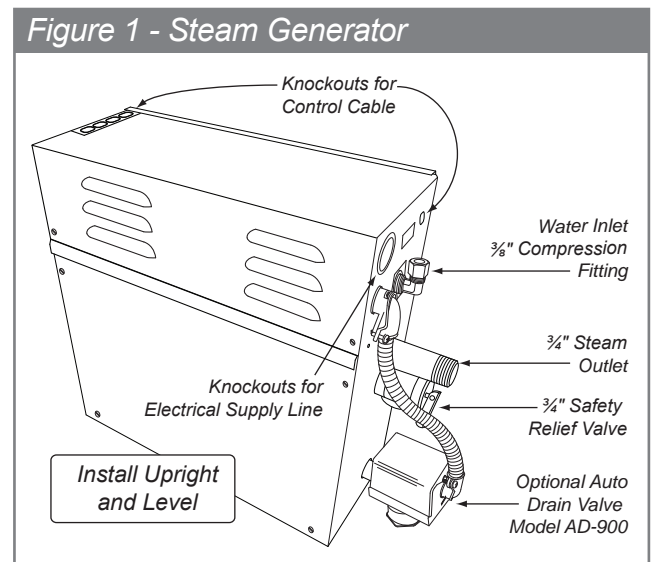 Figure 1 - Steam Generator
Knockouts for
Control Cable
Water Inlet
⅜" Compression
Fitting
¾" Steam
Outlet
Knockouts for
Electrical Supply Line
¾" Safety
Relief Valve
Install Upright
and Level
Optional Auto
Drain Valve
Model AD-900